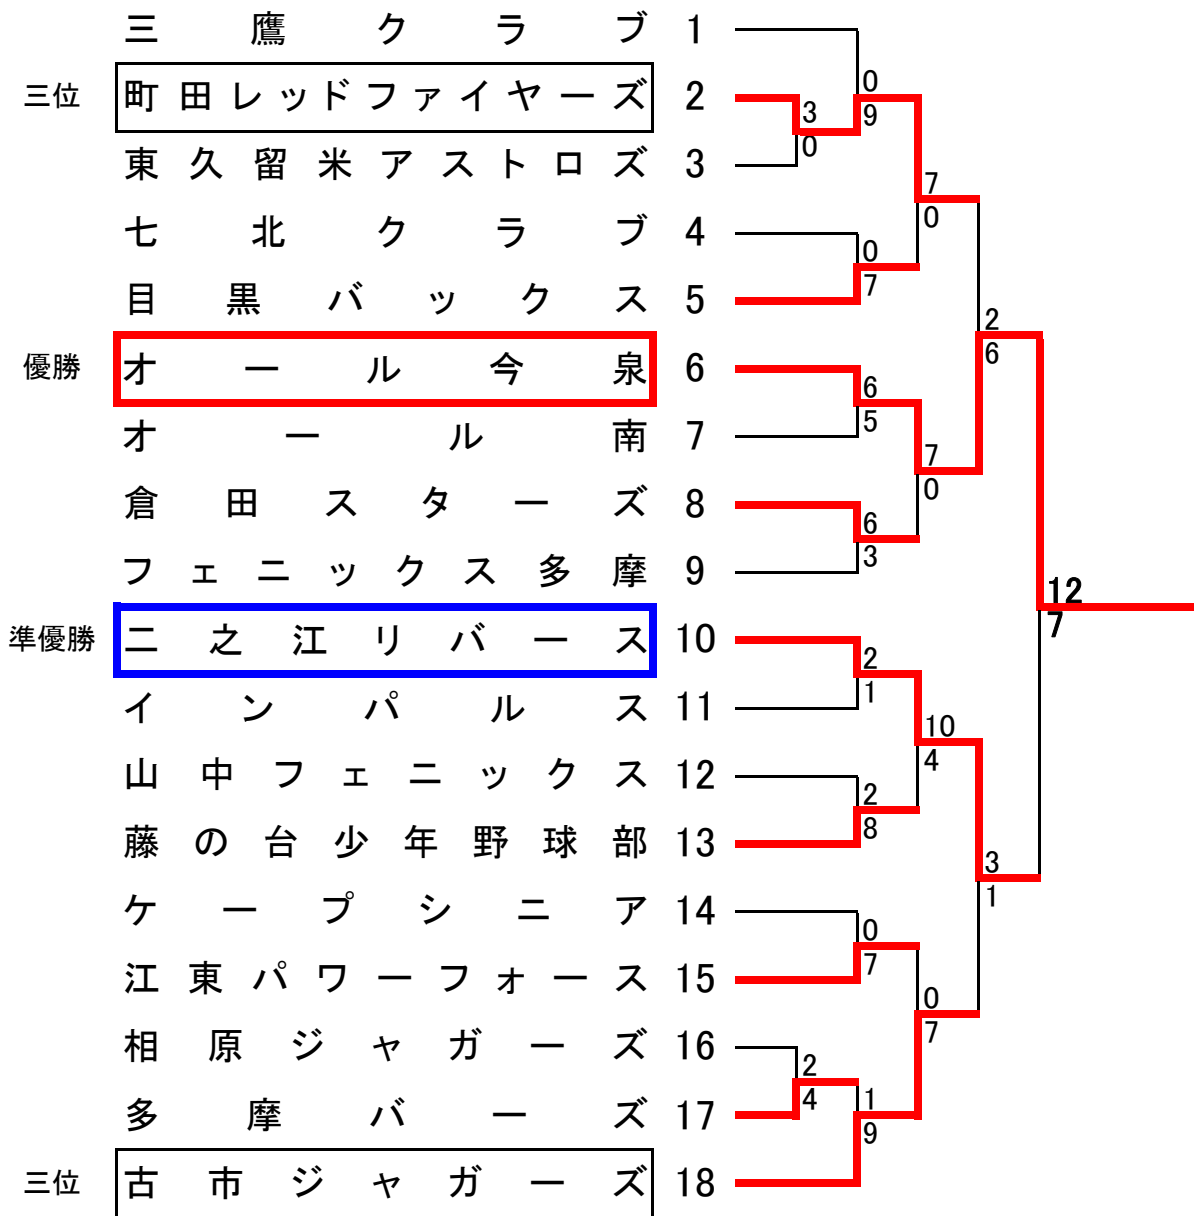 三鷹クラブ 1
三位 町田レッドファイヤーズ 2
東久留米アストロズ 3
七北クラブ 4
目黒バックス 5
優勝 オール今泉 6
オール南 7
倉田スターズ 8
フェニックス多摩 9
準優勝 二之江リバース 10
インパルス 11
山中フェニックス 12
藤の台少年野球部 13
ケープシニア 14
江東パワーフォース 15
相原ジャガーズ 16
多摩バーズ 17
三位 古市ジャガーズ 18
3
0
0
9
0
7
6
5
6
3
2
1
2
8
0
7
2
4
1
9
7
0
7
0
10
4
0
7
2
6
3
1
12
7